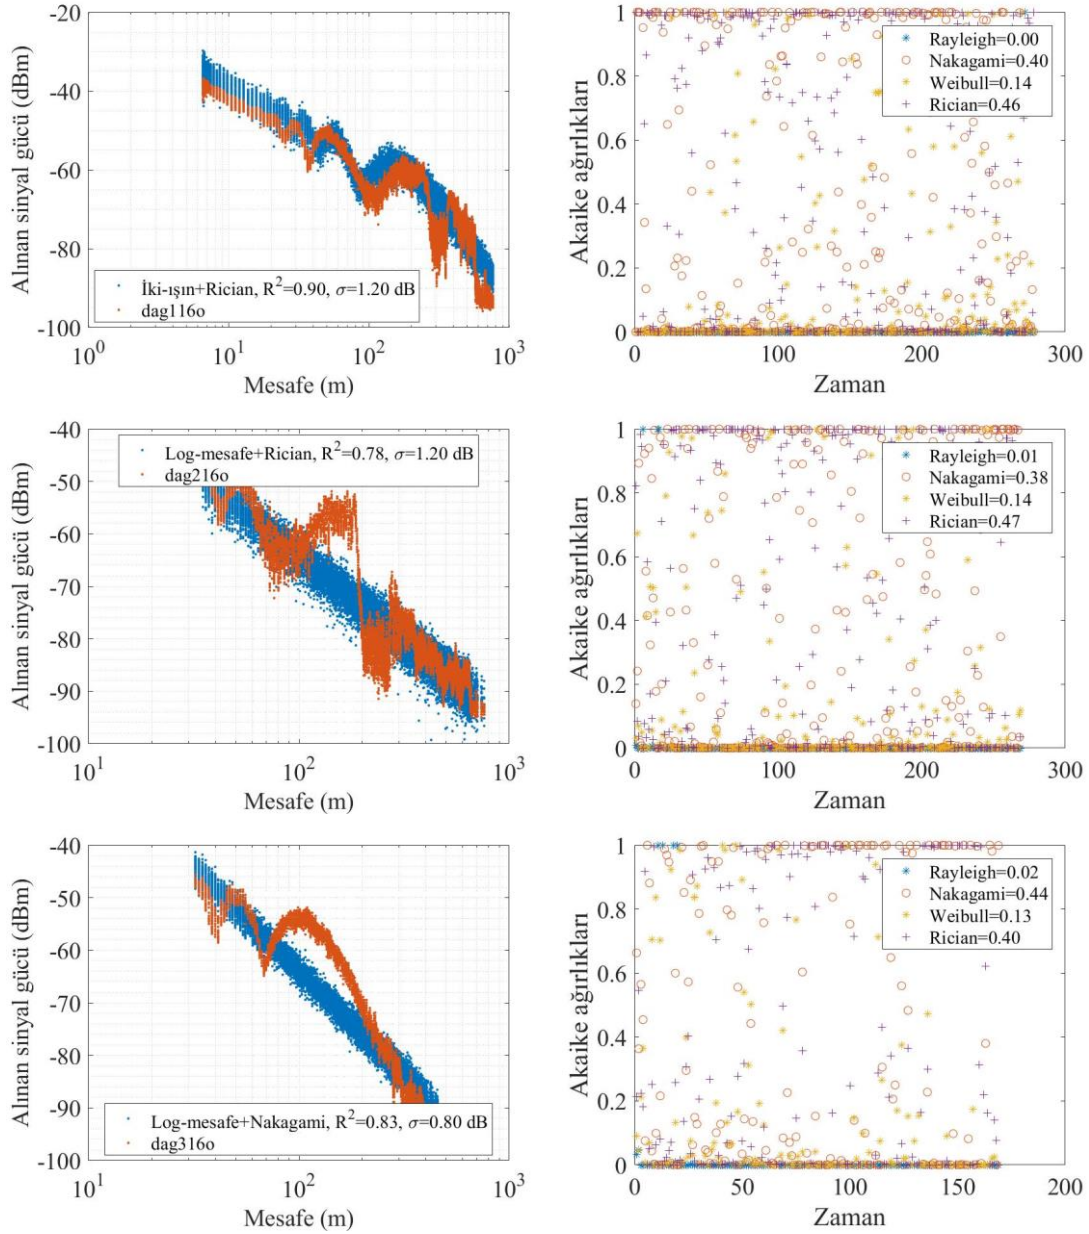 -20
-40
-60
-80
-100
Alınan sinyal gücü (dBm)
İki-ışın+Rician, R²=0.90, σ=1.20 dB
dag116o
10⁰ 10¹ 10² 10³
Mesafe (m)
1
0.8
0.6
0.4
0.2
0
Akaike ağırlıkları
Rayleigh=0.00
Nakagami=0.40
Weibull=0.14
Rician=0.46
0 100 200 300
Zaman
-40
-50
-60
-70
-80
-90
-100
Alınan sinyal gücü (dBm)
Log-mesafe+Rician, R²=0.78, σ=1.20 dB
dag216o
10¹ 10² 10³
Mesafe (m)
1
0.8
0.6
0.4
0.2
0
Akaike ağırlıkları
Rayleigh=0.01
Nakagami=0.38
Weibull=0.14
Rician=0.47
0 100 200 300
Zaman
-40
-50
-60
-70
-80
-90
-100
Alınan sinyal gücü (dBm)
Log-mesafe+Nakagami, R²=0.83, σ=0.80 dB
dag316o
10¹ 10² 10³
Mesafe (m)
1
0.8
0.6
0.4
0.2
0
Akaike ağırlıkları
Rayleigh=0.02
Nakagami=0.44
Weibull=0.13
Rician=0.40
0 50 100 150 200
Zaman